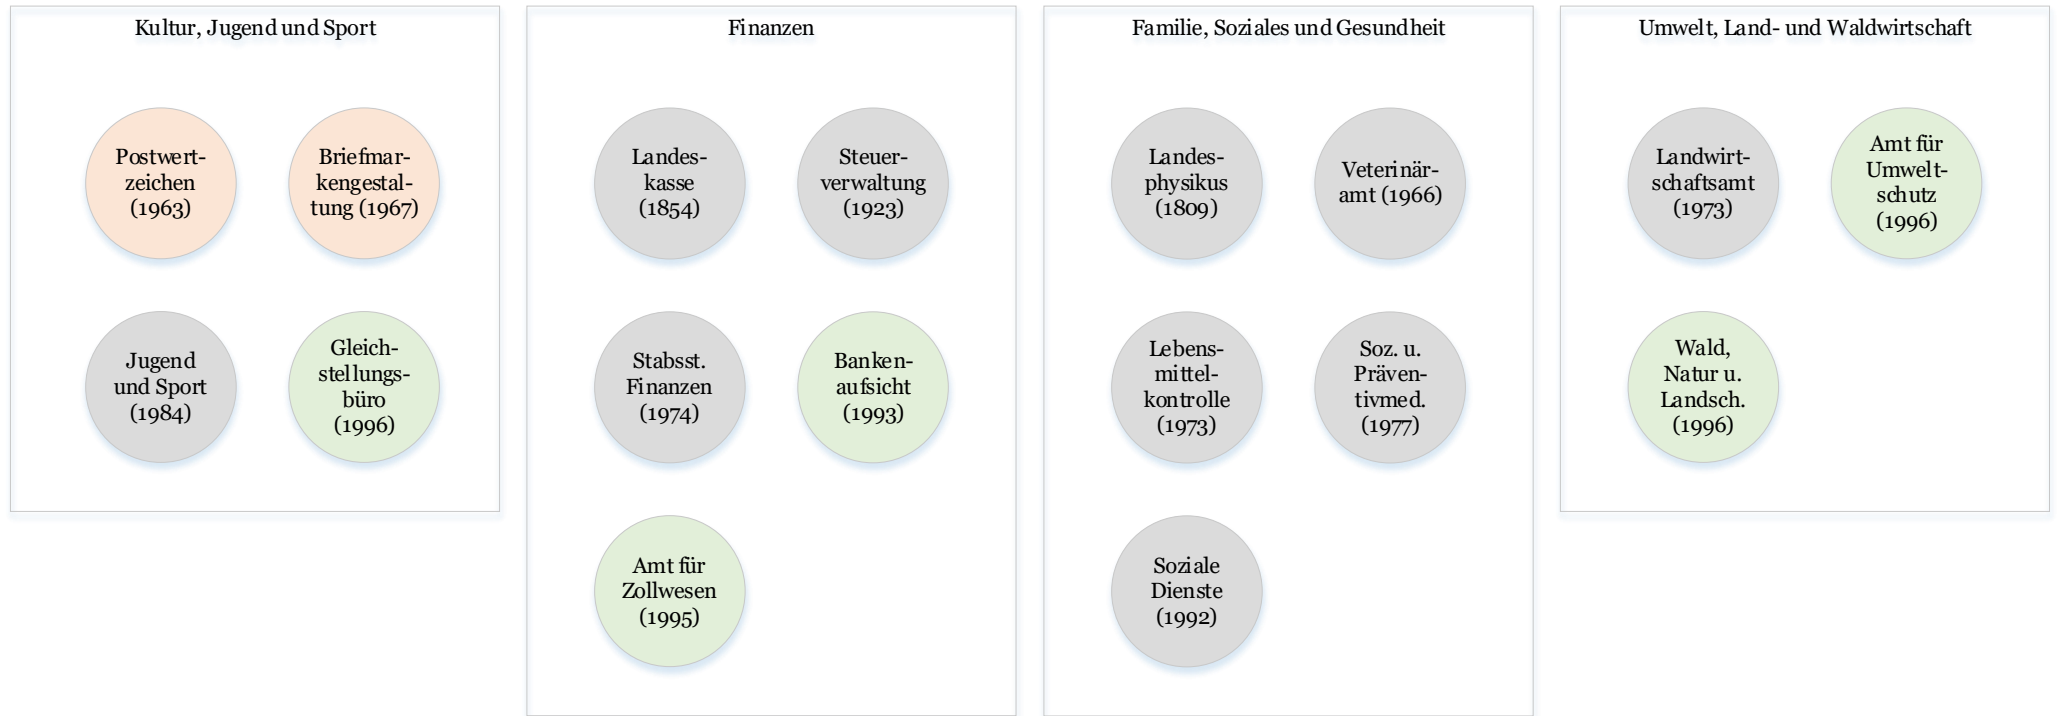 Kultur, Jugend und Sport
Postwert-
zeichen
(1963)
Briefmar-
kengestal-
tung (1967)
Jugend
und Sport
(1984)
Gleich-
stellungs-
büro
(1996)
Finanzen
Landes-
kasse
(1854)
Steuer-
verwaltung
(1923)
Stabsst.
Finanzen
(1974)
Banken-
aufsicht
(1993)
Amt für
Zollwesen
(1995)
Familie, Soziales und Gesundheit
Landes-
physikus
(1809)
Veterinär-
amt (1966)
Lebens-
mittel-
kontrolle
(1973)
Soz. u.
Präven-
tivmed.
(1977)
Soziale
Dienste
(1992)
Umwelt, Land- und Waldwirtschaft
Landwirt-
schaftsamt
(1973)
Amt für
Umwelt-
schutz
(1996)
Wald,
Natur u.
Landsch.
(1996)